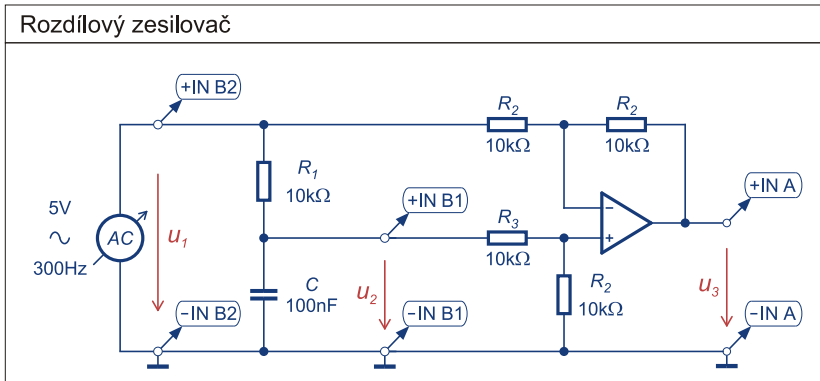 Rozdílový zesilovač
+IN B2
R2
R2
10kΩ
10kΩ
R1
10kΩ
+IN B1
+IN A
5V
AC
300Hz
u1
R3
10kΩ
−
+
C
100nF
u2
R2
10kΩ
u3
−IN B2
−IN B1
−IN A